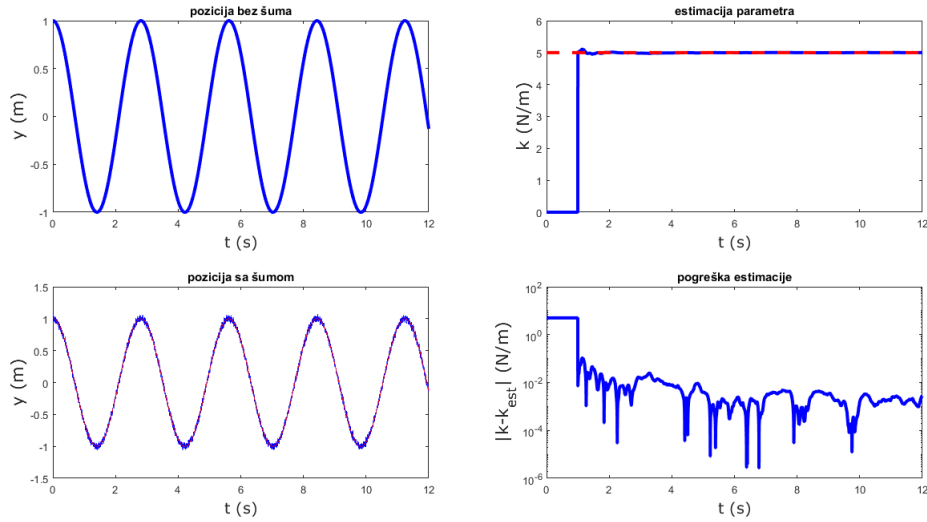 pozicija bez šuma
1
0.5
0
-0.5
-1
y (m)
0 2 4 6 8 10 12
t (s)
estimacija parametra
6
5
4
3
2
1
0
k (N/m)
0 2 4 6 8 10 12
t (s)
pozicija sa šumom
1.5
1
0.5
0
-0.5
-1
-1.5
y (m)
0 2 4 6 8 10 12
t (s)
pogreška estimacije
10^2
10^0
10^-2
10^-4
10^-6
|k-k_est| (N/m)
0 2 4 6 8 10 12
t (s)